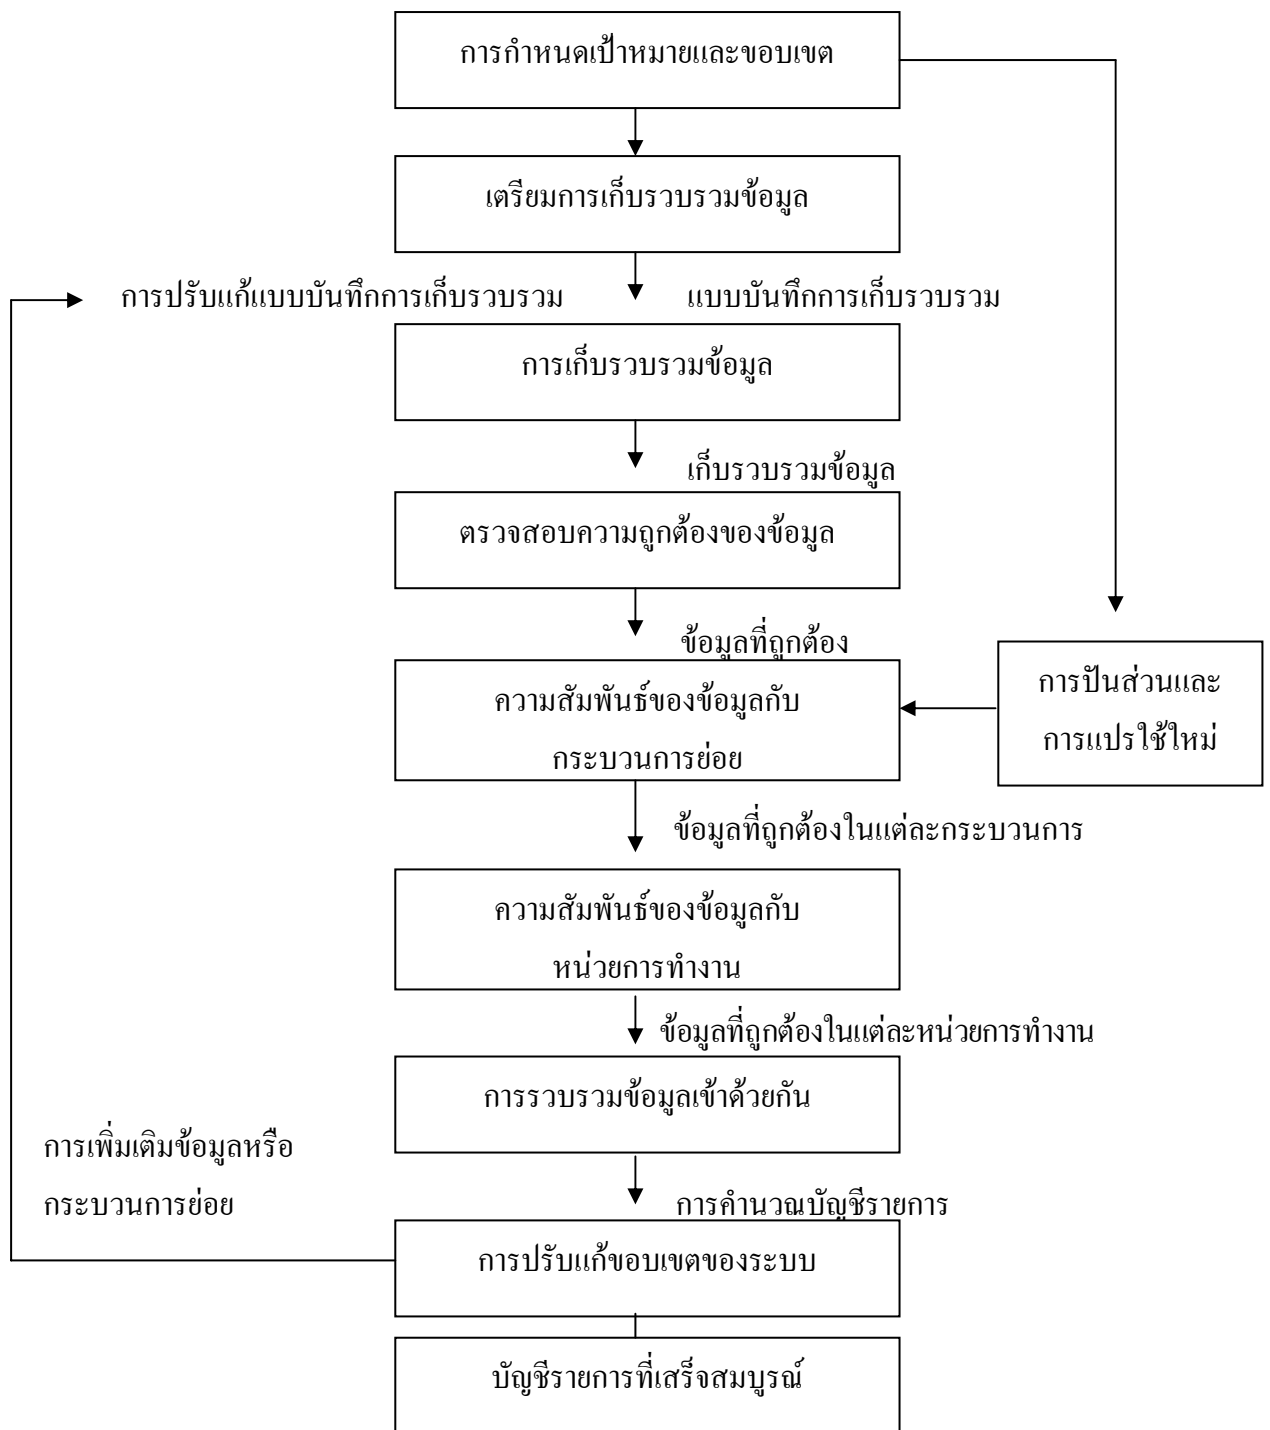 การกำหนดเป้าหมายและขอบเขต
เตรียมการเก็บรวบรวมข้อมูล
การปรับแก้แบบบันทึกการเก็บรวบรวม
แบบบันทึกการเก็บรวบรวม
การเก็บรวบรวมข้อมูล
เก็บรวบรวมข้อมูล
ตรวจสอบความถูกต้องของข้อมูล
ข้อมูลที่ถูกต้อง
ความสัมพันธ์ของข้อมูลกับ
กระบวนการย่อย
การปันส่วนและ
การแปรใช้ใหม่
ข้อมูลที่ถูกต้องในแต่ละกระบวนการ
ความสัมพันธ์ของข้อมูลกับ
หน่วยการทำงาน
ข้อมูลที่ถูกต้องในแต่ละหน่วยการทำงาน
การรวบรวมข้อมูลเข้าด้วยกัน
การเพิ่มเติมข้อมูลหรือ
กระบวนการย่อย
การคำนวณบัญชีรายการ
การปรับแก้ขอบเขตของระบบ
บัญชีรายการที่เสร็จสมบูรณ์